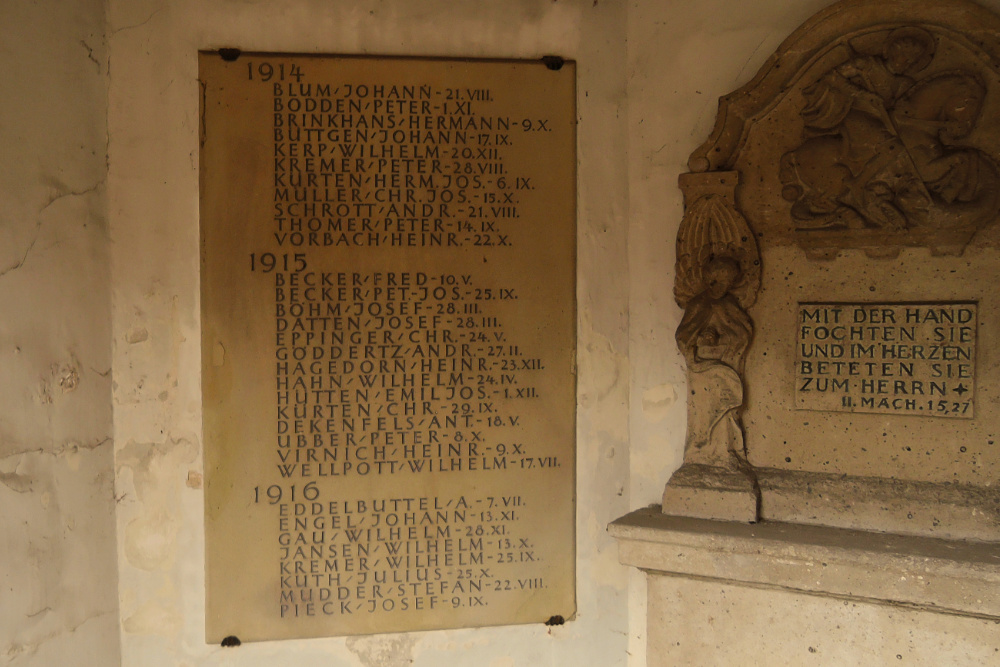 1914
BLUM/JOHANN-21.VIII.
BODDEN/PETER-1.XI.
BRINKHANS/HERMANN-9.X.
BÜTTGEN/JOHANN-17.IX.
KERP/WILHELM-20.XII.
KREMER/PETER-28.VIII.
KÜRTEN/HERM.JOS.-6.IX.
MÜLLER/CHR.JOS.-15.X.
SCHROTT/ANDR.-21.VIII.
THOMER/PETER-14.IX.
VORBACH/HEINR.-22.X.
1915
BECKER/FRED-10.V.
BECKER/PET-JOS.-25.IX.
BÖHM/JOSEF-28.III.
DATTEN/JOSEF-28.III.
EPPINGER/CHR.-24.V.
GÖDDERTZ/ANDR.-27.II.
HAGEDORN/HEINR.-23.XII.
HAHN/WILHELM-24.IV.
HÜTTEN/EMIL JOS.-1.XII.
KÜRTEN/CHR.-29.IX.
DEKENFELS/ANT.-18.V.
UBBER/PETER-8.X.
VIRNICH/HEINR.-9.X.
WELLPOTT/WILHELM-17.VII.
1916
EDDELBUTTEL/A.-7.VII.
ENGEL/JOHANN-13.XI.
GAU/WILHELM-28.XI.
JANSEN/WILHELM-13.X.
KREMER/WILHELM-25.IX.
KUTH/JULIUS-25.X.
MUDDER/STEFAN-22.VIII.
PIECK/JOSEF-9.IX.
MIT DER HAND
FOCHTEN SIE
UND IM HERZEN
BETETEN SIE
ZUM HERRN
II.MACH.15,27